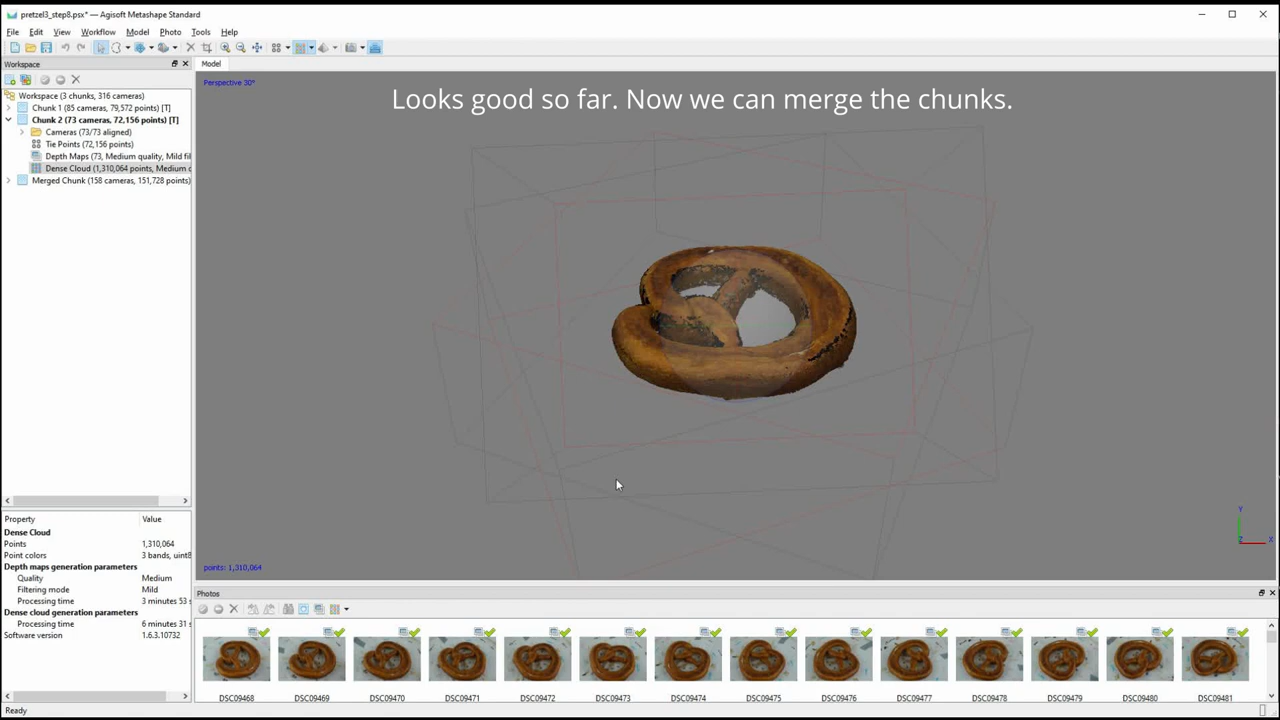 pretzel3_step8.psx* — Agisoft Metashape Standard
File Edit View Workflow Model Photo Tools Help
Workspace
Model
Workspace (3 chunks, 316 cameras)
Chunk 1 (85 cameras, 79,572 points) [T]
Chunk 2 (73 cameras, 72,156 points) [T]
Cameras (73/73 aligned)
Tie Points (72,156 points)
Depth Maps (73, Medium quality, Mild fil
Dense Cloud (1,310,064 points, Medium
Merged Chunk (158 cameras, 151,728 points)
Perspective 30°
Looks good so far. Now we can merge the chunks.
Y
Z
X
points: 1,310,064
Property Value
Dense Cloud
Points 1,310,064
Point colors 3 bands, uint8
Depth maps generation parameters
Quality Medium
Filtering mode Mild
Processing time 3 minutes 53 s
Dense cloud generation parameters
Processing time 6 minutes 31 s
Software version 1.6.3.10732
Photos
DSC09468 DSC09469 DSC09470 DSC09471 DSC09472 DSC09473 DSC09474 DSC09475 DSC09476 DSC09477 DSC09478 DSC09479 DSC09480 DSC09481
Ready